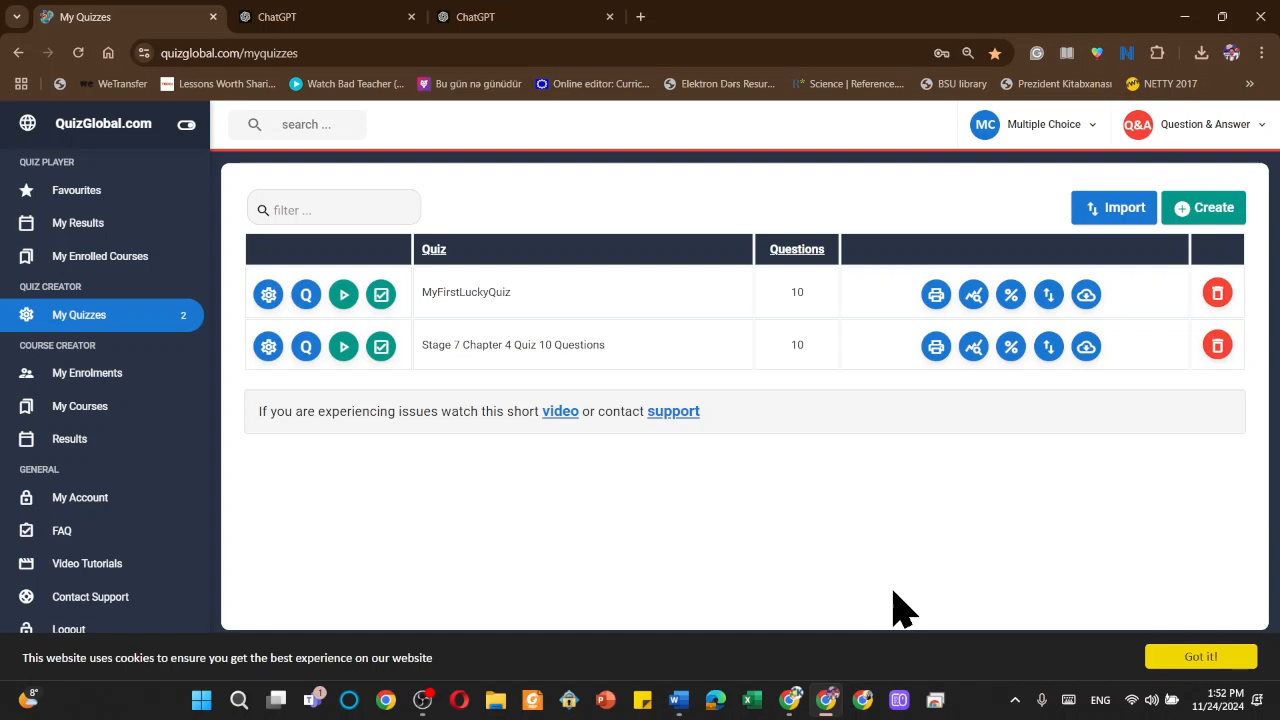 My Quizzes
ChatGPT
ChatGPT
quizglobal.com/myquizzes
WeTransfer
Lessons Worth Shari...
Watch Bad Teacher (...
Bu gün nə günüdür
Online editor: Curric...
Elektron Dərs Resur...
Science | Reference....
BSU library
Prezident Kitabxanası
NETTY 2017
QuizGlobal.com
search ...
MC Multiple Choice
Q&A Question & Answer
QUIZ PLAYER
Favourites
My Results
My Enrolled Courses
QUIZ CREATOR
My Quizzes 2
COURSE CREATOR
My Enrolments
My Courses
Results
GENERAL
My Account
FAQ
Video Tutorials
Contact Support
Logout
filter ...
Import
Create
Quiz Questions
Q MyFirstLuckyQuiz 10
Q Stage 7 Chapter 4 Quiz 10 Questions 10
If you are experiencing issues watch this short video or contact support
This website uses cookies to ensure you get the best experience on our website
Got it!
8°
1
ENG
1:52 PM
11/24/2024